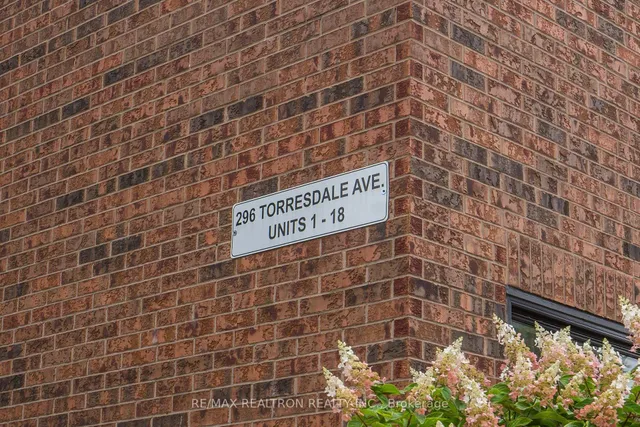 296 TORRESDALE AVE.
UNITS 1 - 18
RE/MAX REALTRON REALTY INC., Brokerage